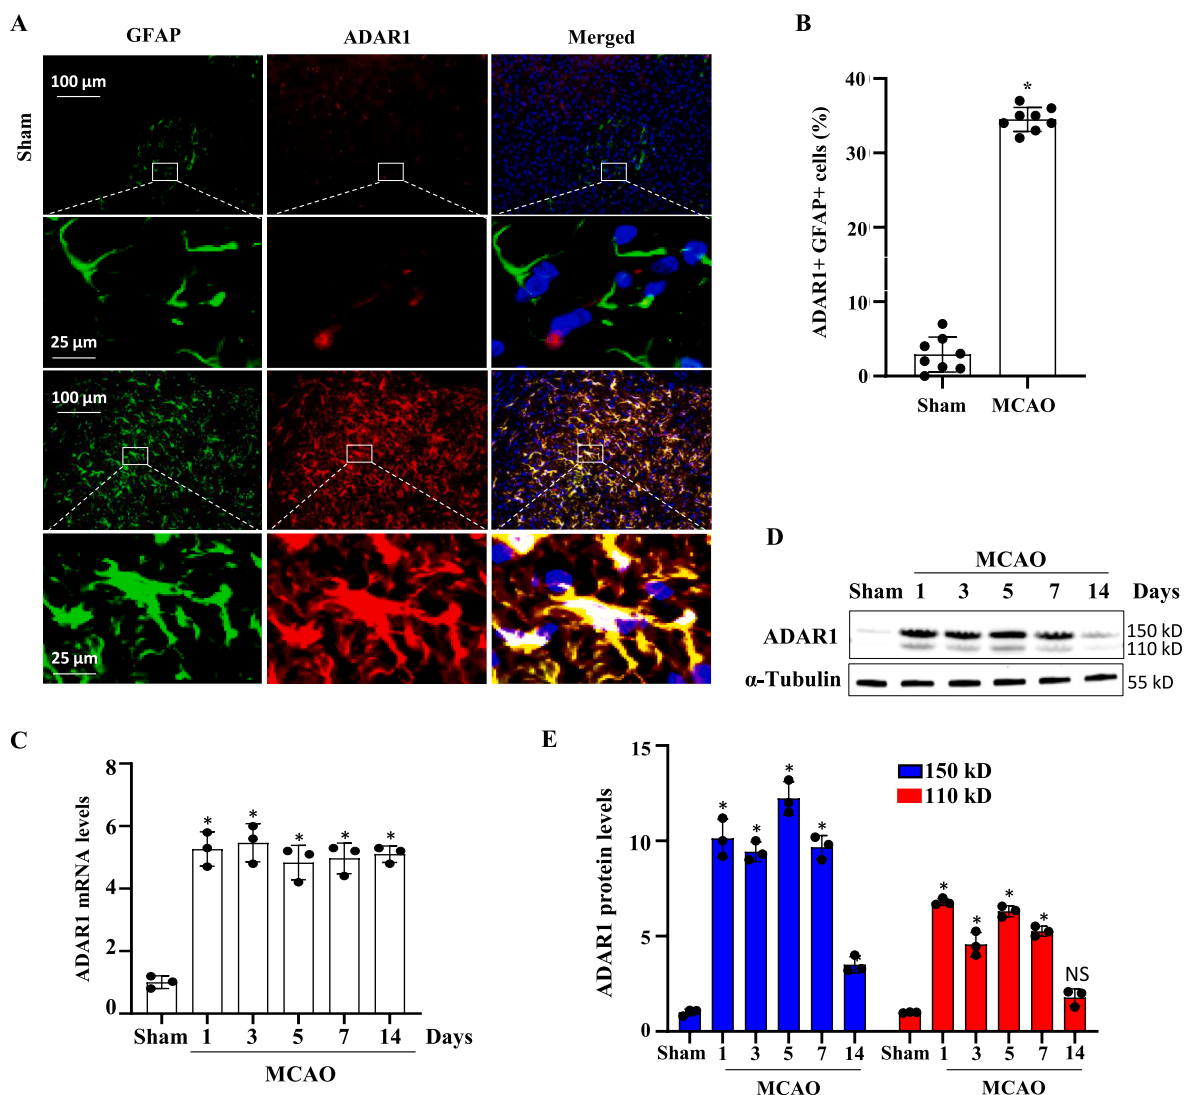 A
GFAP ADAR1 Merged
Sham
100 μm
25 μm
100 μm
25 μm
B
ADAR1+ GFAP+ cells (%)
40
30
20
10
0
*
Sham MCAO
D
MCAO
Sham 1 3 5 7 14 Days
ADAR1
150 kD
110 kD
α-Tubulin
55 kD
C
ADAR1 mRNA levels
8
6
4
2
0
* * * * *
Sham 1 3 5 7 14 Days
MCAO
E
ADAR1 protein levels
15
10
5
0
150 kD
110 kD
* * * *
* * * * NS
Sham 1 3 5 7 14 Sham 1 3 5 7 14
MCAO MCAO